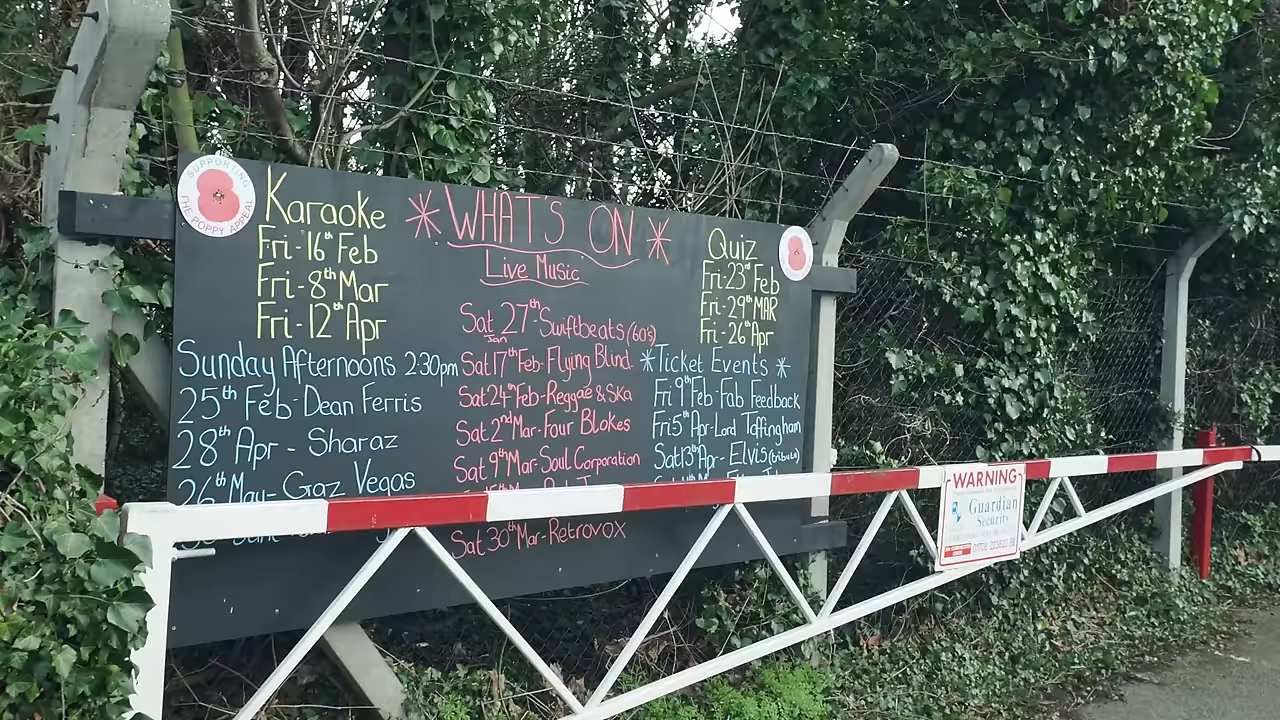 SUPPORTING
THE POPPY APPEAL
Karaoke
Fri-16th Feb
Fri-8th Mar
Fri-12th Apr
Sunday Afternoons 2:30pm
25th Feb-Dean Ferris
28th Apr - Sharaz
26th May-Gaz Vegas
*WHAT'S ON*
Live Music
Sat 27th-Swiftbeats (60's)
Jan
Sat 17th Feb-Flying Blind
Sat 24th Feb-Reggae & SKA
Sat 2nd Mar-Four Blokes
Sat 9th Mar-Soul Corporation
Sat 30th Mar-Retrovox
Quiz
Fri-23rd Feb
Fri-29th MAR
Fri-26th Apr
*Ticket Events*
Fri 9th Feb-Fab Feedback
Fri 5th Apr-Lord Toffingham
Sat 13th Apr-Elvis (tribute)
WARNING
Guardian
Security